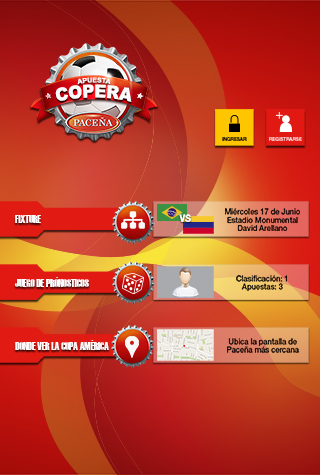 APUESTA
COPERA
PACEÑA
INGRESAR
REGISTRARSE
FIXTURE
VS
Miércoles 17 de Junio
Estadio Monumental
David Arellano
JUEGO DE PRONOSTICOS
Clasificación: 1
Apuestas: 3
DONDE VER LA COPA AMÉRICA
Ubica la pantalla de
Paceña más cercana